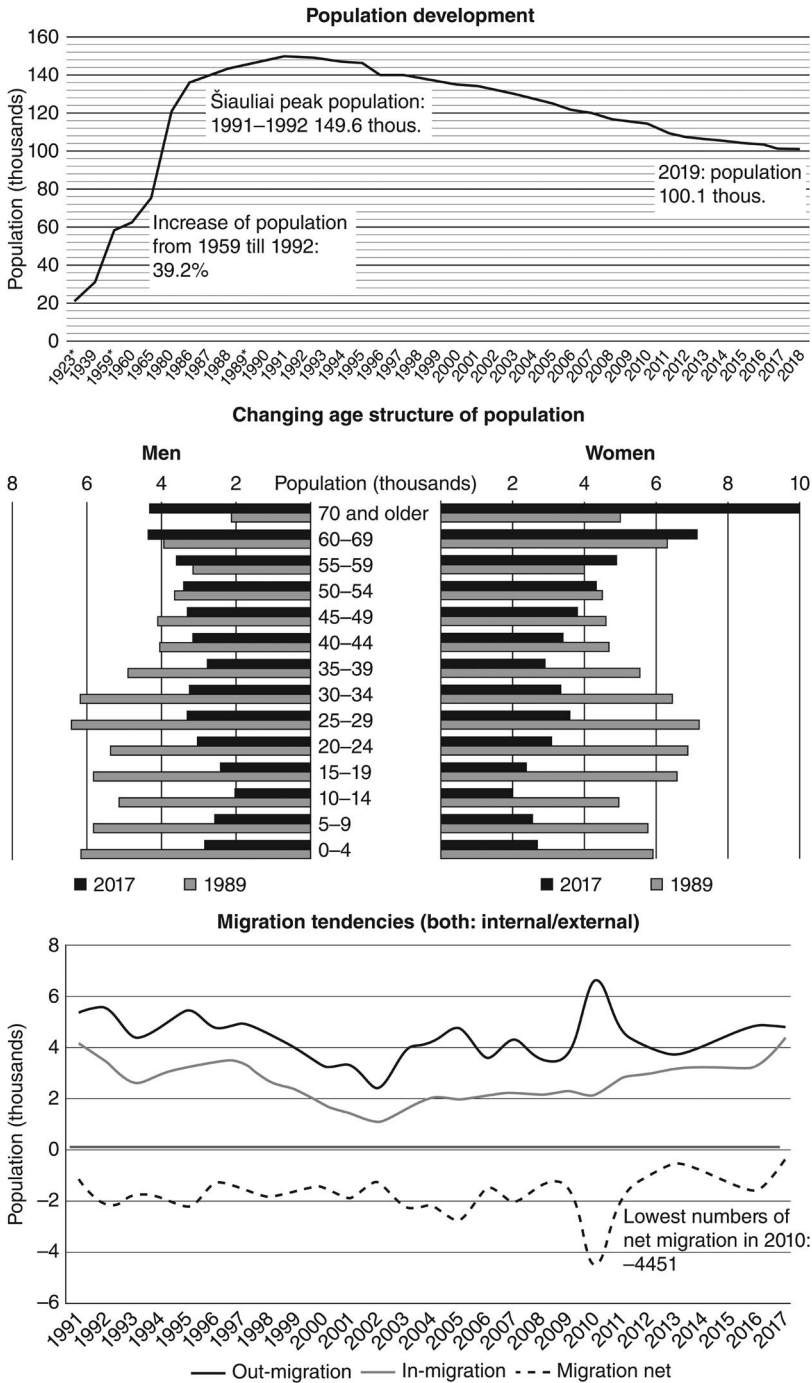 Population development
Population (thousands)
160
140
120
100
80
60
40
20
0
Šiauliai peak population:
1991–1992 149.6 thous.
2019: population
100.1 thous.
Increase of population
from 1959 till 1992:
39.2%
1923* 1939 1959* 1960 1965 1980 1986 1987 1988 1989* 1990 1991 1992 1993 1994 1995 1996 1997 1998 1999 2000 2001 2002 2003 2004 2005 2006 2007 2008 2009 2010 2011 2012 2013 2014 2015 2016 2017 2018
Changing age structure of population
Men Women
8 6 4 2 Population (thousands) 2 4 6 8 10
70 and older
60–69
55–59
50–54
45–49
40–44
35–39
30–34
25–29
20–24
15–19
10–14
5–9
0–4
2017 1989 2017 1989
Migration tendencies (both: internal/external)
Population (thousands)
8
6
4
2
0
–2
–4
–6
Lowest numbers of
net migration in 2010:
–4451
1991 1992 1993 1994 1995 1996 1997 1998 1999 2000 2001 2002 2003 2004 2005 2006 2007 2008 2009 2010 2011 2012 2013 2014 2015 2016 2017
Out-migration In-migration Migration net